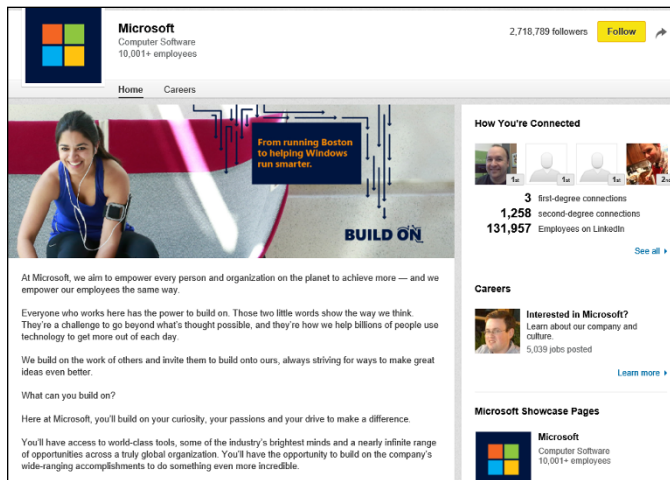 Microsoft
Computer Software
10,001+ employees
2,718,789 followers
Follow
Home Careers
From running Boston
to helping Windows
run smarter.
BUILD ON
At Microsoft, we aim to empower every person and organization on the planet to achieve more — and we
empower our employees the same way.
Everyone who works here has the power to build on. Those two little words show the way we think.
They're a challenge to go beyond what's thought possible, and they're how we help billions of people use
technology to get more out of each day.
We build on the work of others and invite them to build onto ours, always striving for ways to make great
ideas even better.
What can you build on?
Here at Microsoft, you'll build on your curiosity, your passions and your drive to make a difference.
You'll have access to world-class tools, some of the industry's brightest minds and a nearly infinite range
of opportunities across a truly global organization. You'll have the opportunity to build on the company's
wide-ranging accomplishments to do something even more incredible.
How You're Connected
1st 1st 1st 2nd
3 first-degree connections
1,258 second-degree connections
131,957 Employees on LinkedIn
See all
Careers
Interested in Microsoft?
Learn about our company and
culture.
5,039 jobs posted
Learn more
Microsoft Showcase Pages
Microsoft
Computer Software
10,001+ employees